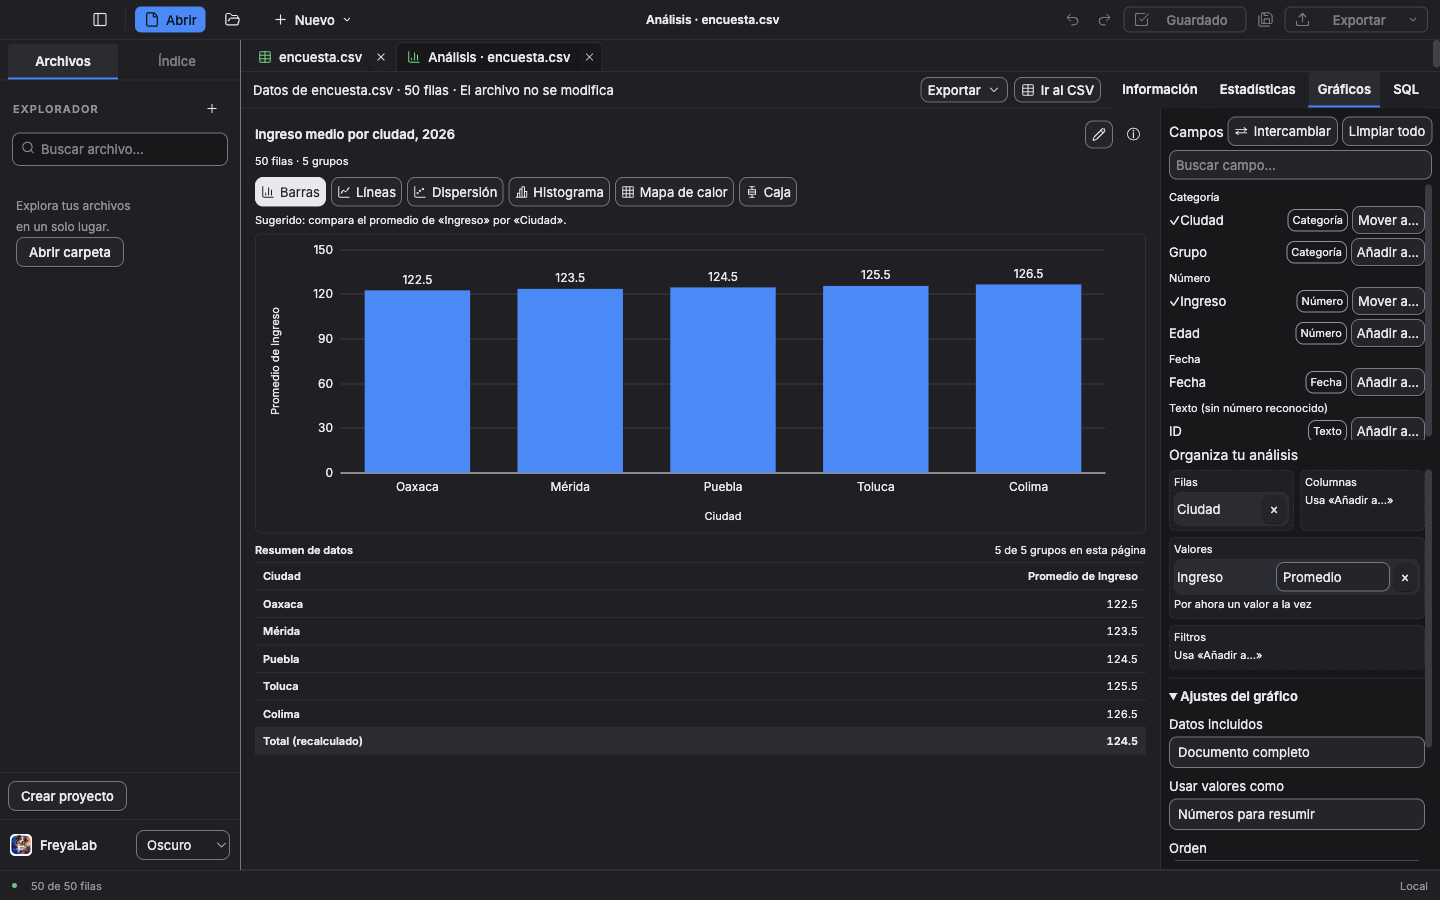 Abrir
Nuevo
Análisis · encuesta.csv
Guardado
Exportar
Archivos
Índice
encuesta.csv
Análisis · encuesta.csv
EXPLORADOR
Buscar archivo...
Explora tus archivos
en un solo lugar.
Abrir carpeta
Crear proyecto
FreyaLab
Oscuro
Datos de encuesta.csv · 50 filas · El archivo no se modifica
Exportar
Ir al CSV
Ingreso medio por ciudad, 2026
50 filas · 5 grupos
Barras
Líneas
Dispersión
Histograma
Mapa de calor
Caja
Sugerido: compara el promedio de «Ingreso» por «Ciudad».
Promedio de Ingreso
150
120
90
60
30
0
122.5
123.5
124.5
125.5
126.5
Oaxaca
Mérida
Puebla
Toluca
Colima
Ciudad
Resumen de datos
5 de 5 grupos en esta página
Ciudad Promedio de Ingreso
Oaxaca 122.5
Mérida 123.5
Puebla 124.5
Toluca 125.5
Colima 126.5
Total (recalculado) 124.5
Información
Estadísticas
Gráficos
SQL
Campos
Intercambiar
Limpiar todo
Buscar campo...
Categoría
Ciudad Categoría Mover a...
Grupo Categoría Añadir a...
Número
Ingreso Número Mover a...
Edad Número Añadir a...
Fecha
Fecha Fecha Añadir a...
Texto (sin número reconocido)
ID Texto Añadir a...
Organiza tu análisis
Filas
Ciudad ×
Columnas
Usa «Añadir a...»
Valores
Ingreso Promedio ×
Por ahora un valor a la vez
Filtros
Usa «Añadir a...»
Ajustes del gráfico
Datos incluidos
Documento completo
Usar valores como
Números para resumir
Orden
50 de 50 filas
Local